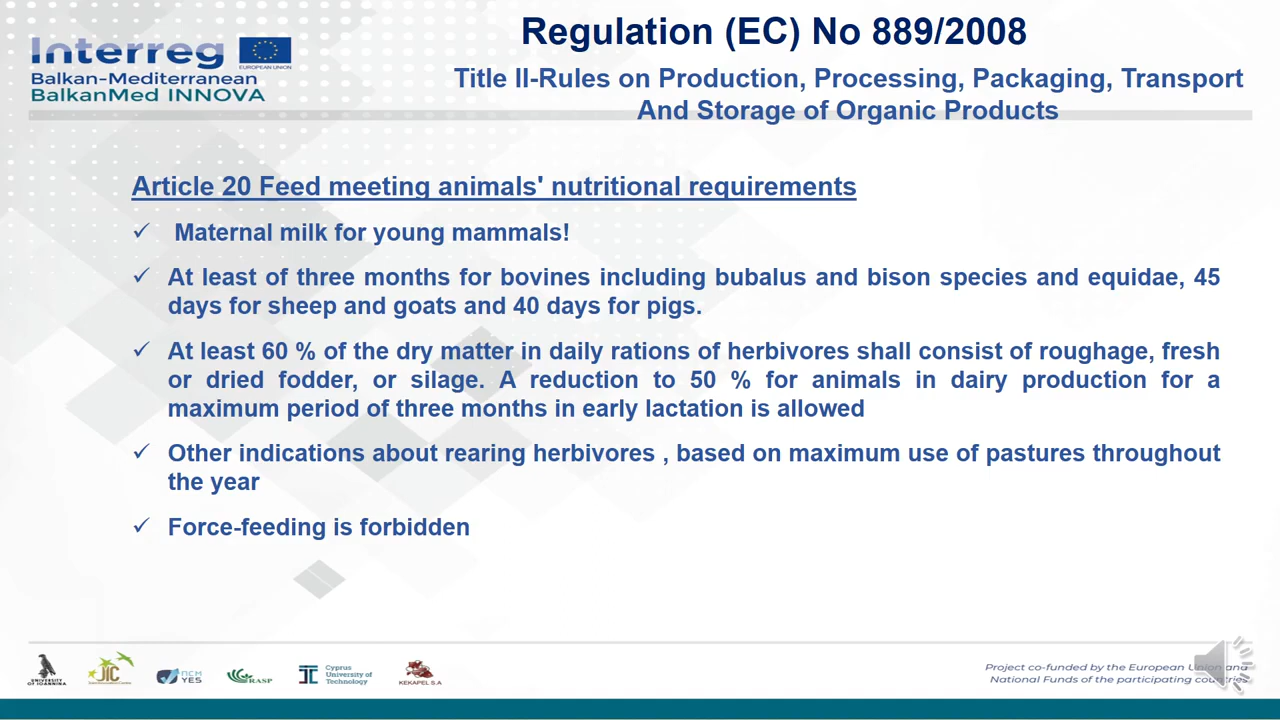 Interreg
EUROPEAN UNION
Balkan-Mediterranean
BalkanMed INNOVA
Regulation (EC) No 889/2008
Title II-Rules on Production, Processing, Packaging, Transport
And Storage of Organic Products
Article 20 Feed meeting animals' nutritional requirements
✓ Maternal milk for young mammals!
✓ At least of three months for bovines including bubalus and bison species and equidae, 45
days for sheep and goats and 40 days for pigs.
✓ At least 60 % of the dry matter in daily rations of herbivores shall consist of roughage, fresh
or dried fodder, or silage. A reduction to 50 % for animals in dairy production for a
maximum period of three months in early lactation is allowed
✓ Other indications about rearing herbivores , based on maximum use of pastures throughout
the year
✓ Force-feeding is forbidden
UNIVERSITY
OF IOANNINA
JIC
YES
RASP
Cyprus
University of
Technology
KEKAPEL S.A
Project co-funded by the European Union and
National Funds of the participating countries